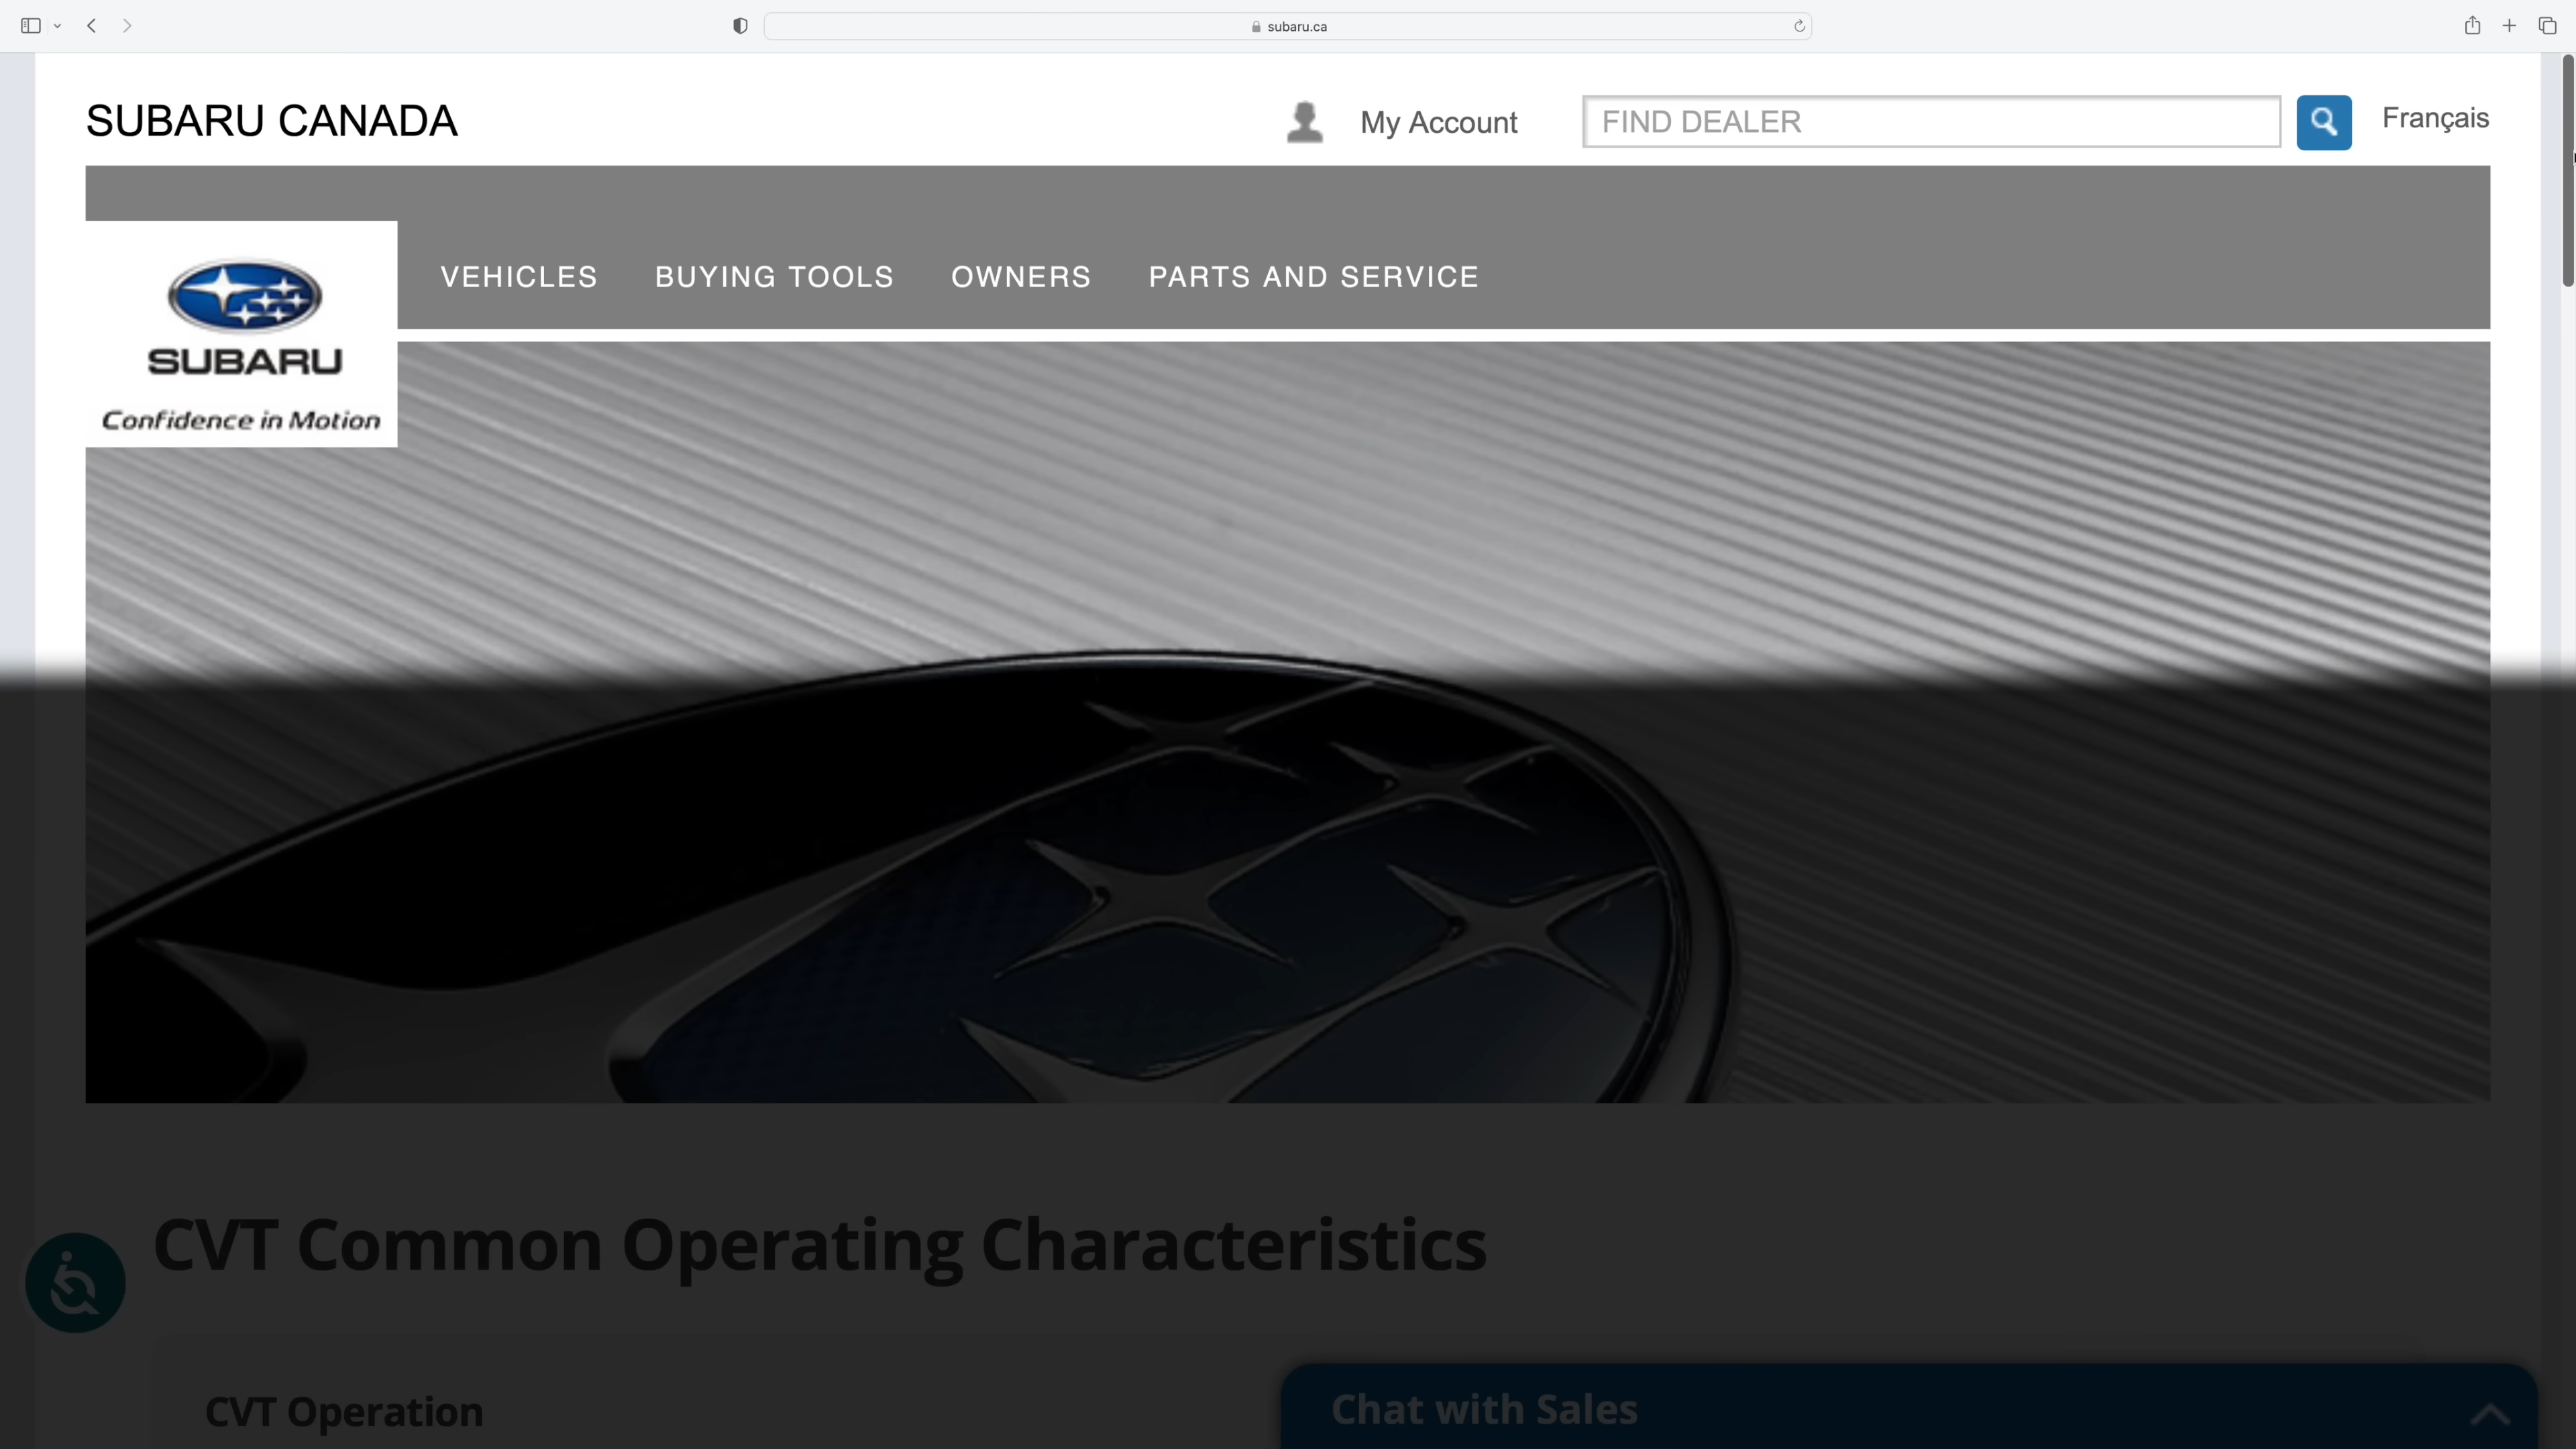 subaru.ca
SUBARU CANADA
My Account
FIND DEALER
Français
VEHICLES
BUYING TOOLS
OWNERS
PARTS AND SERVICE
SUBARU
Confidence in Motion
CVT Common Operating Characteristics
CVT Operation
Chat with Sales